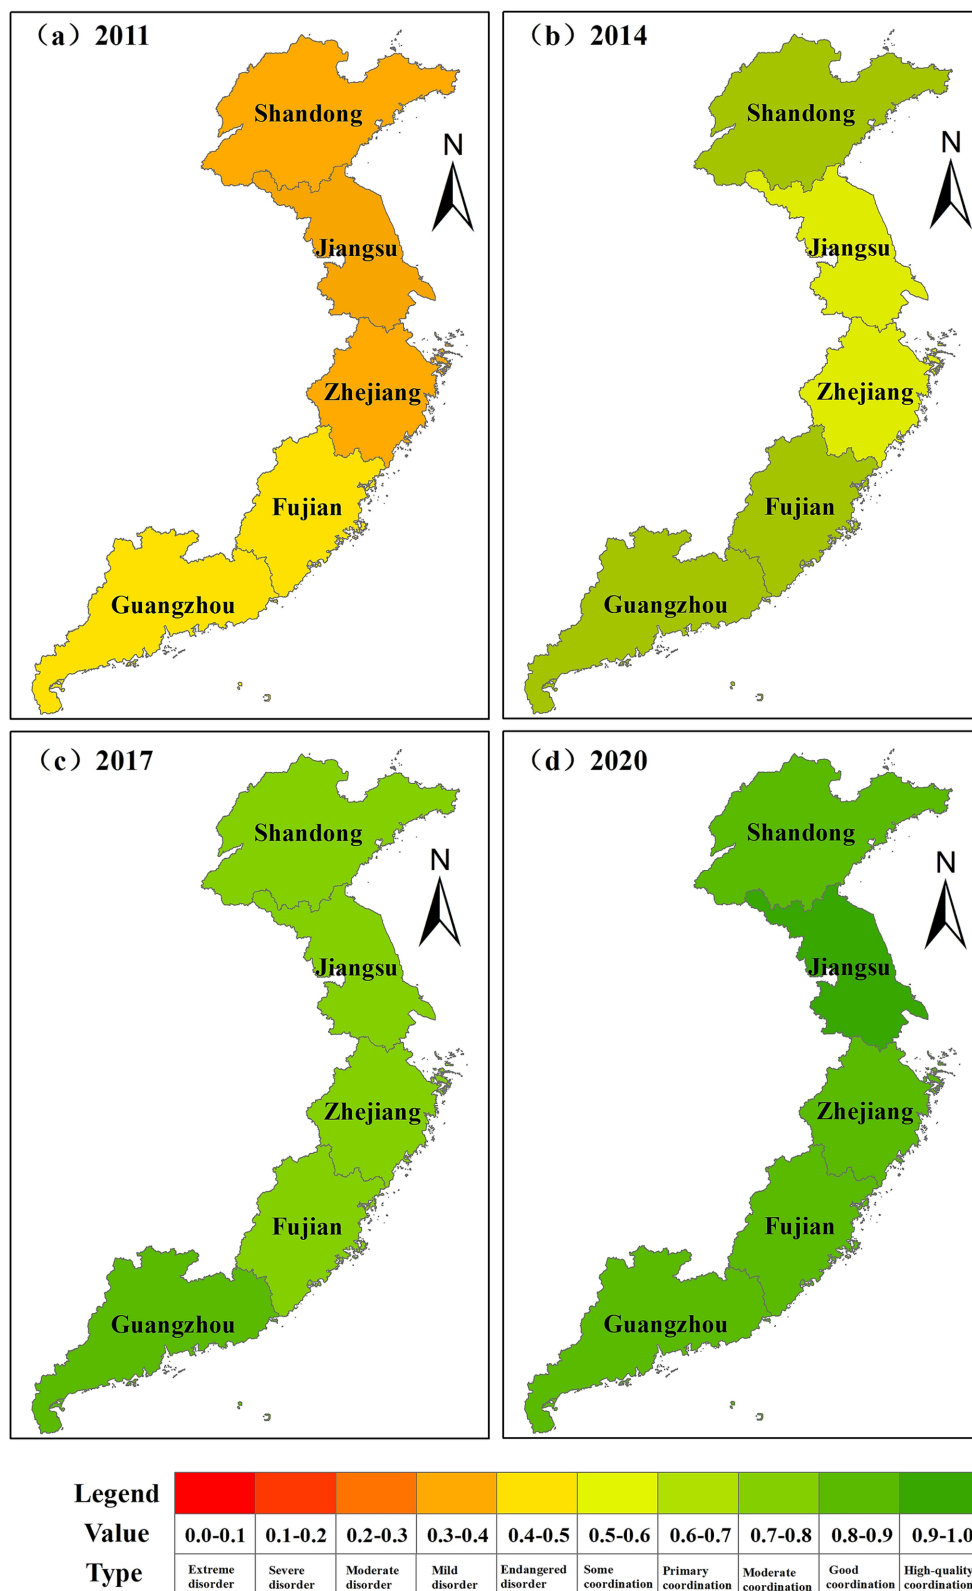 （a）2011
Shandong
N
Jiangsu
Zhejiang
Fujian
Guangzhou
（b）2014
Shandong
N
Jiangsu
Zhejiang
Fujian
Guangzhou
（c）2017
Shandong
N
Jiangsu
Zhejiang
Fujian
Guangzhou
（d）2020
Shandong
N
Jiangsu
Zhejiang
Fujian
Guangzhou
Legend
Value 0.0-0.1 0.1-0.2 0.2-0.3 0.3-0.4 0.4-0.5 0.5-0.6 0.6-0.7 0.7-0.8 0.8-0.9 0.9-1.0
Type Extreme disorder Severe disorder Moderate disorder Mild disorder Endangered disorder Some coordination Primary coordination Moderate coordination Good coordination High-quality coordination